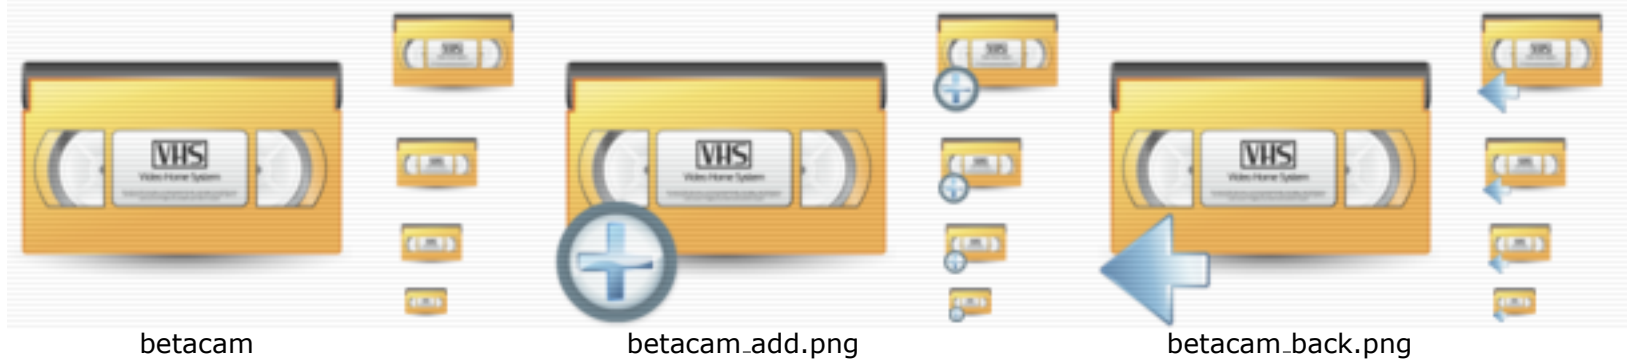 VHS
Video Home System
VHS
Video Home System
VHS
Video Home System
betacam
betacam_add.png
betacam_back.png